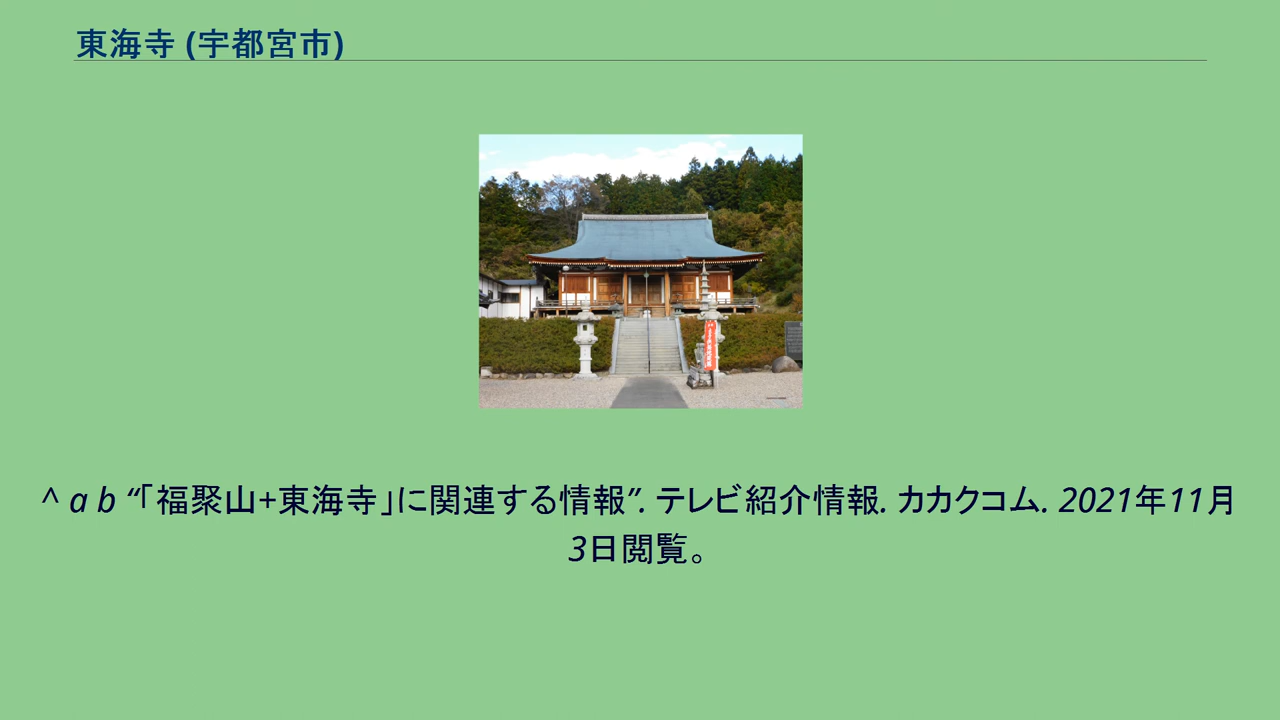 東海寺 (宇都宮市)
^ a b “「福聚山+東海寺」に関連する情報”. テレビ紹介情報. カカクコム. 2021年11月
3日閲覧。